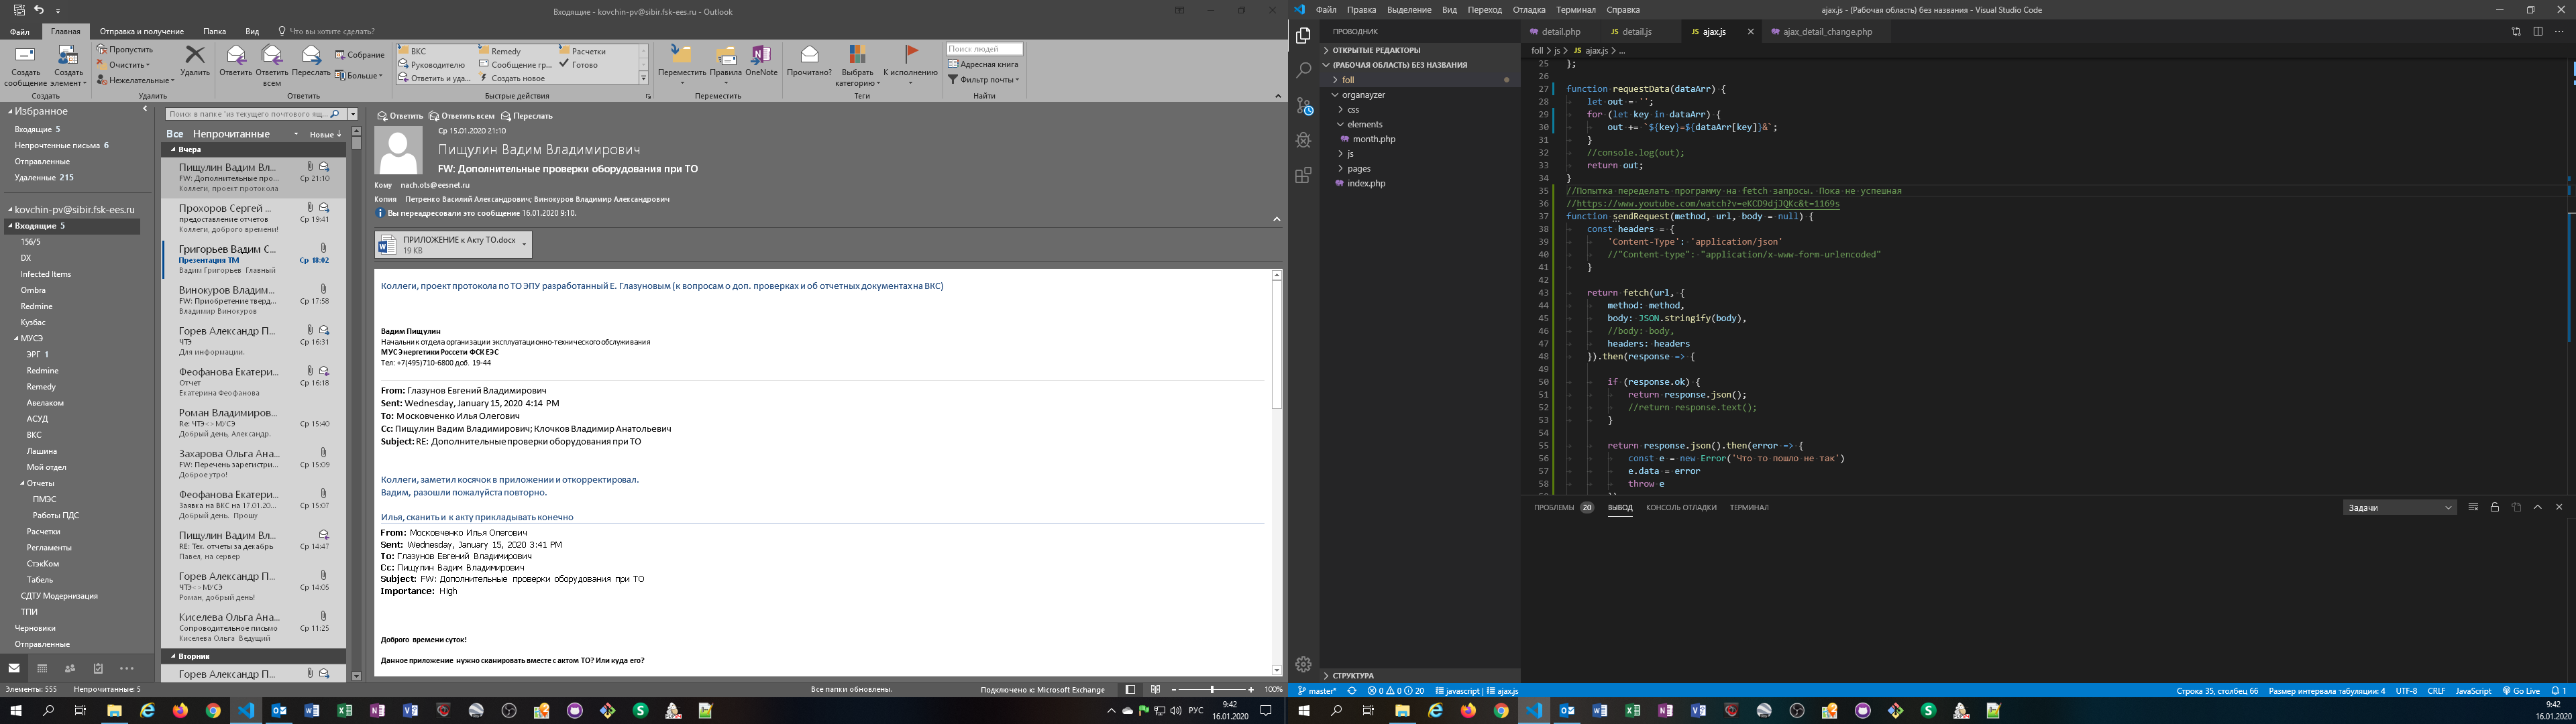 Входящие - kovchin-pv@sibir.fsk-ees.ru - Outlook
Файл Главная Отправка и получение Папка Вид Что вы хотите сделать?
Создать сообщение
Создать элемент
Создать
Пропустить
Очистить
Нежелательные
Удалить
Удалить
Ответить
Ответить всем
Переслать
Собрание
Больше
Ответить
ВКС
Руководителю
Ответить и уда...
Remedy
Сообщение гр...
Создать новое
Расчетки
Готово
Быстрые действия
Переместить
Правила
OneNote
Переместить
Прочитано?
Выбрать категорию
К исполнению
Теги
Поиск людей
Адресная книга
Фильтр почты
Найти
Избранное
Входящие 5
Непрочтенные письма 6
Отправленные
Удаленные 215
kovchin-pv@sibir.fsk-ees.ru
Входящие 5
156/5
DX
Infected Items
Ombra
Redmine
Кузбас
МУСЭ
ЭРГ 1
Redmine
Remedy
Авелаком
АСУД
ВКС
Лашина
Мой отдел
Отчеты
ПМЭС
Работы ПДС
Расчетки
Регламенты
СтэкКом
Табель
СДТУ Модернизация
ТПИ
Черновики
Отправленные
Поиск в папке "из текущего почтового ящ...
Все Непрочитанные Новые
Вчера
Пищулин Вадим Вл...
FW: Дополнительные про... Ср 21:10
Коллеги, проект протокола
Прохоров Сергей ...
предоставление отчетов Ср 19:41
Коллеги, доброго времени!
Григорьев Вадим С...
Презентация ТМ Ср 18:02
Вадим Григорьев Главный
Винокуров Владим...
FW: Приобретение тверд... Ср 17:58
Владимир Винокуров
Горев Александр П...
ЧТЭ Ср 16:31
Для информации.
Феофанова Екатери...
Отчет Ср 16:18
Екатерина Феофанова
Роман Владимиров...
Re: ЧТЭ<>МУСЭ Ср 15:40
Добрый день, Александр.
Захарова Ольга Ана...
FW: Перечень зарегистри... Ср 15:09
Доброе утро!
Феофанова Екатери...
Заявка на ВКС на 17.01.20... Ср 15:07
Добрый день. Прошу
Пищулин Вадим Вл...
RE: Тех. отчеты за декабрь Ср 14:47
Павел, на сервер
Горев Александр П...
ЧТЭ<>МУСЭ Ср 14:05
Роман, добрый день!
Киселева Ольга Ана...
Сопроводительное письмо Ср 11:25
Киселева Ольга Ведущий
Вторник
Горев Александр П...
Ответить Ответить всем Переслать
Ср 15.01.2020 21:10
Пищулин Вадим Владимирович
FW: Дополнительные проверки оборудования при ТО
Кому nach.ots@eesnet.ru
Копия Петренко Василий Александрович; Винокуров Владимир Александрович
Вы переадресовали это сообщение 16.01.2020 9:10.
ПРИЛОЖЕНИЕ к Акту ТО.docx
19 KB
Коллеги, проект протокола по ТО ЭПУ разработанный Е. Глазуновым (к вопросам о доп. проверках и об отчетных документах на ВКС)
Вадим Пищулин
Начальник отдела организации эксплуатационно-технического обслуживания
МУС Энергетики Россети ФСК ЕЭС
Тел: +7(495)710-6800 доб. 19-44
From: Глазунов Евгений Владимирович
Sent: Wednesday, January 15, 2020 4:14 PM
To: Московченко Илья Олегович
Cc: Пищулин Вадим Владимирович; Клочков Владимир Анатольевич
Subject: RE: Дополнительные проверки оборудования при ТО
Коллеги, заметил косячок в приложении и откорректировал.
Вадим, разошли пожалуйста повторно.
Илья, сканить и к акту прикладывать конечно
From: Московченко Илья Олегович
Sent: Wednesday, January 15, 2020 3:41 PM
To: Глазунов Евгений Владимирович
Cc: Пищулин Вадим Владимирович
Subject: FW: Дополнительные проверки оборудования при ТО
Importance: High
Доброго времени суток!
Данное приложение нужно сканировать вместе с актом ТО? Или куда его?
Элементы: 555 Непрочитанные: 5 Все папки обновлены. Подключено к: Microsoft Exchange 100%
РУС
9:42
16.01.2020
Файл Правка Выделение Вид Переход Отладка Терминал Справка
ajax.js - (Рабочая область) без названия - Visual Studio Code
ПРОВОДНИК
ОТКРЫТЫЕ РЕДАКТОРЫ
(РАБОЧАЯ ОБЛАСТЬ) БЕЗ НАЗВАНИЯ
foll
organayzer
css
elements
month.php
js
pages
index.php
СТРУКТУРА
detail.php JS detail.js JS ajax.js ajax_detail_change.php
foll > js > JS ajax.js > ...
25 };
26
27 function requestData(dataArr) {
28 let out = '';
29 for (let key in dataArr) {
30 out += `${key}=${dataArr[key]}&`;
31 }
32 //console.log(out);
33 return out;
34 }
35 //Попытка переделать программу на fetch запросы. Пока не успешная
36 //https://www.youtube.com/watch?v=eKCD9djJQKc&t=1169s
37 function sendRequest(method, url, body = null) {
38 const headers = {
39 'Content-Type': 'application/json'
40 //"Content-type": "application/x-www-form-urlencoded"
41 }
42
43 return fetch(url, {
44 method: method,
45 body: JSON.stringify(body),
46 //body: body,
47 headers: headers
48 }).then(response => {
49
50 if (response.ok) {
51 return response.json();
52 //return response.text();
53 }
54
55 return response.json().then(error => {
56 const e = new Error('Что то пошло не так')
57 e.data = error
58 throw e
ПРОБЛЕМЫ 20 ВЫВОД КОНСОЛЬ ОТЛАДКИ ТЕРМИНАЛ Задачи
master* 0 0 20 javascript | ajax.js Строка 35, столбец 66 Размер интервала табуляции: 4 UTF-8 CRLF JavaScript Go Live 1
9:42
16.01.2020